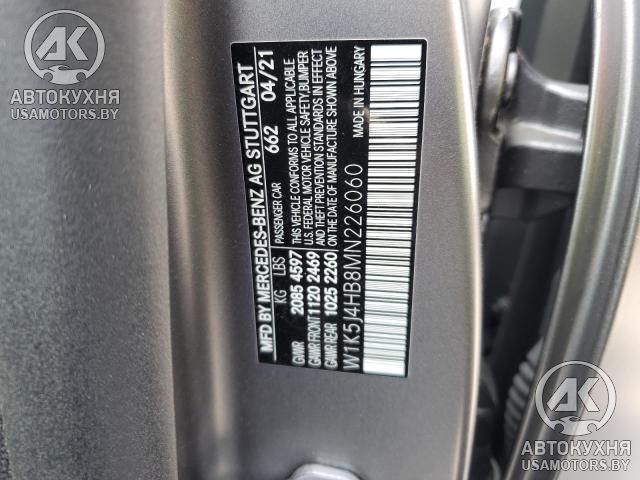 MFD BY MERCEDES-BENZ AG STUTTGART
PASSENGER CAR 662 04/21
KG LBS
GVWR 2085 4597
GAWR FRONT 1120 2469
GAWR REAR 1025 2260
THIS VEHICLE CONFORMS TO ALL APPLICABLE
U.S. FEDERAL MOTOR VEHICLE SAFETY, BUMPER
AND THEFT PREVENTION STANDARDS IN EFFECT
ON THE DATE OF MANUFACTURE SHOWN ABOVE
W1K5J4HB8MN226060
MADE IN HUNGARY
АК
АВТОКУХНЯ
USAMOTORS.BY
АК
АВТОКУХНЯ
USAMOTORS.BY